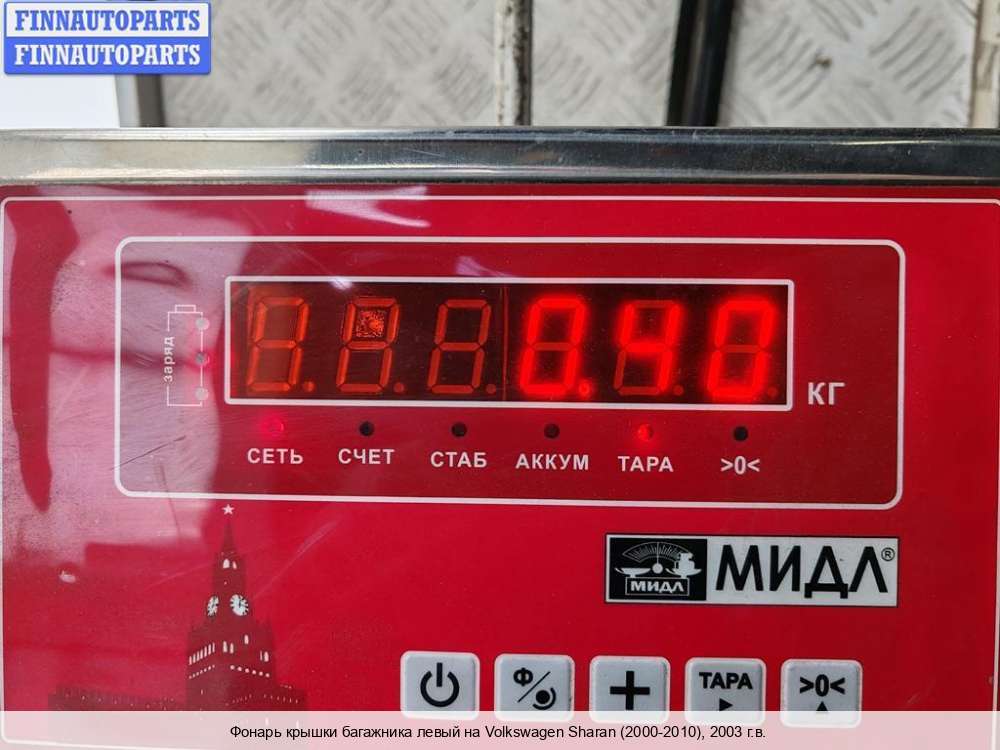 FINNAUTOPARTS
FINNAUTOPARTS
заряд
0.40
КГ
СЕТЬ СЧЕТ СТАБ АККУМ ТАРА >0<
МИДЛ МИДЛ®
Ф
+ ТАРА >0<
Фонарь крышки багажника левый на Volkswagen Sharan (2000-2010), 2003 г.в.